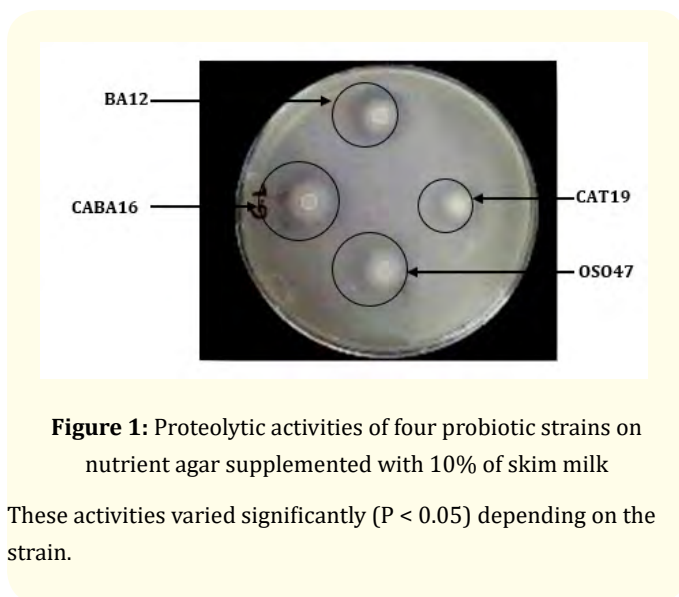 BA12
CABA16
CAT19
OSO47
Figure 1: Proteolytic activities of four probiotic strains on
nutrient agar supplemented with 10% of skim milk
These activities varied significantly (P < 0.05) depending on the
strain.